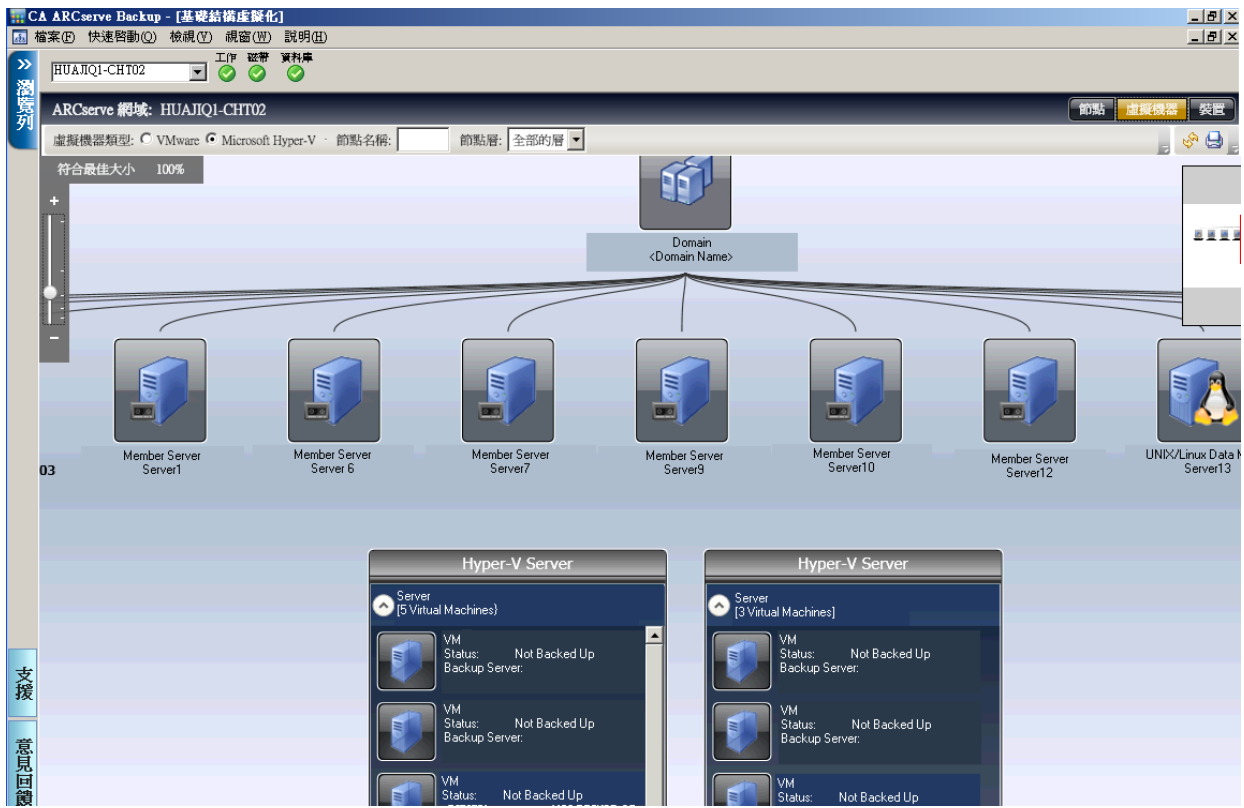 CA ARCserve Backup - [基礎結構虛擬化]
檔案(F) 快速啓動(Q) 檢視(Y) 視窗(W) 說明(H)
工作 磁帶 資料庫
HUAJIQ1-CHT02
瀏覽列
ARCserve 網域: HUAJIQ1-CHT02
節點 虛擬機器 裝置
虛擬機器類型: VMware Microsoft Hyper-V 節點名稱: 節點層: 全部的層
符合最佳大小 100%
Domain
<Domain Name>
03
Member Server
Server1
Member Server
Server 6
Member Server
Server7
Member Server
Server9
Member Server
Server10
Member Server
Server12
UNIX/Linux Data
Server13
Hyper-V Server
Server
[5 Virtual Machines}
VM
Status: Not Backed Up
Backup Server:
VM
Status: Not Backed Up
Backup Server:
VM
Status: Not Backed Up
Hyper-V Server
Server
[3 Virtual Machines]
VM
Status: Not Backed Up
Backup Server:
VM
Status: Not Backed Up
Backup Server:
VM
Status: Not Backed Up
支援
意見回饋